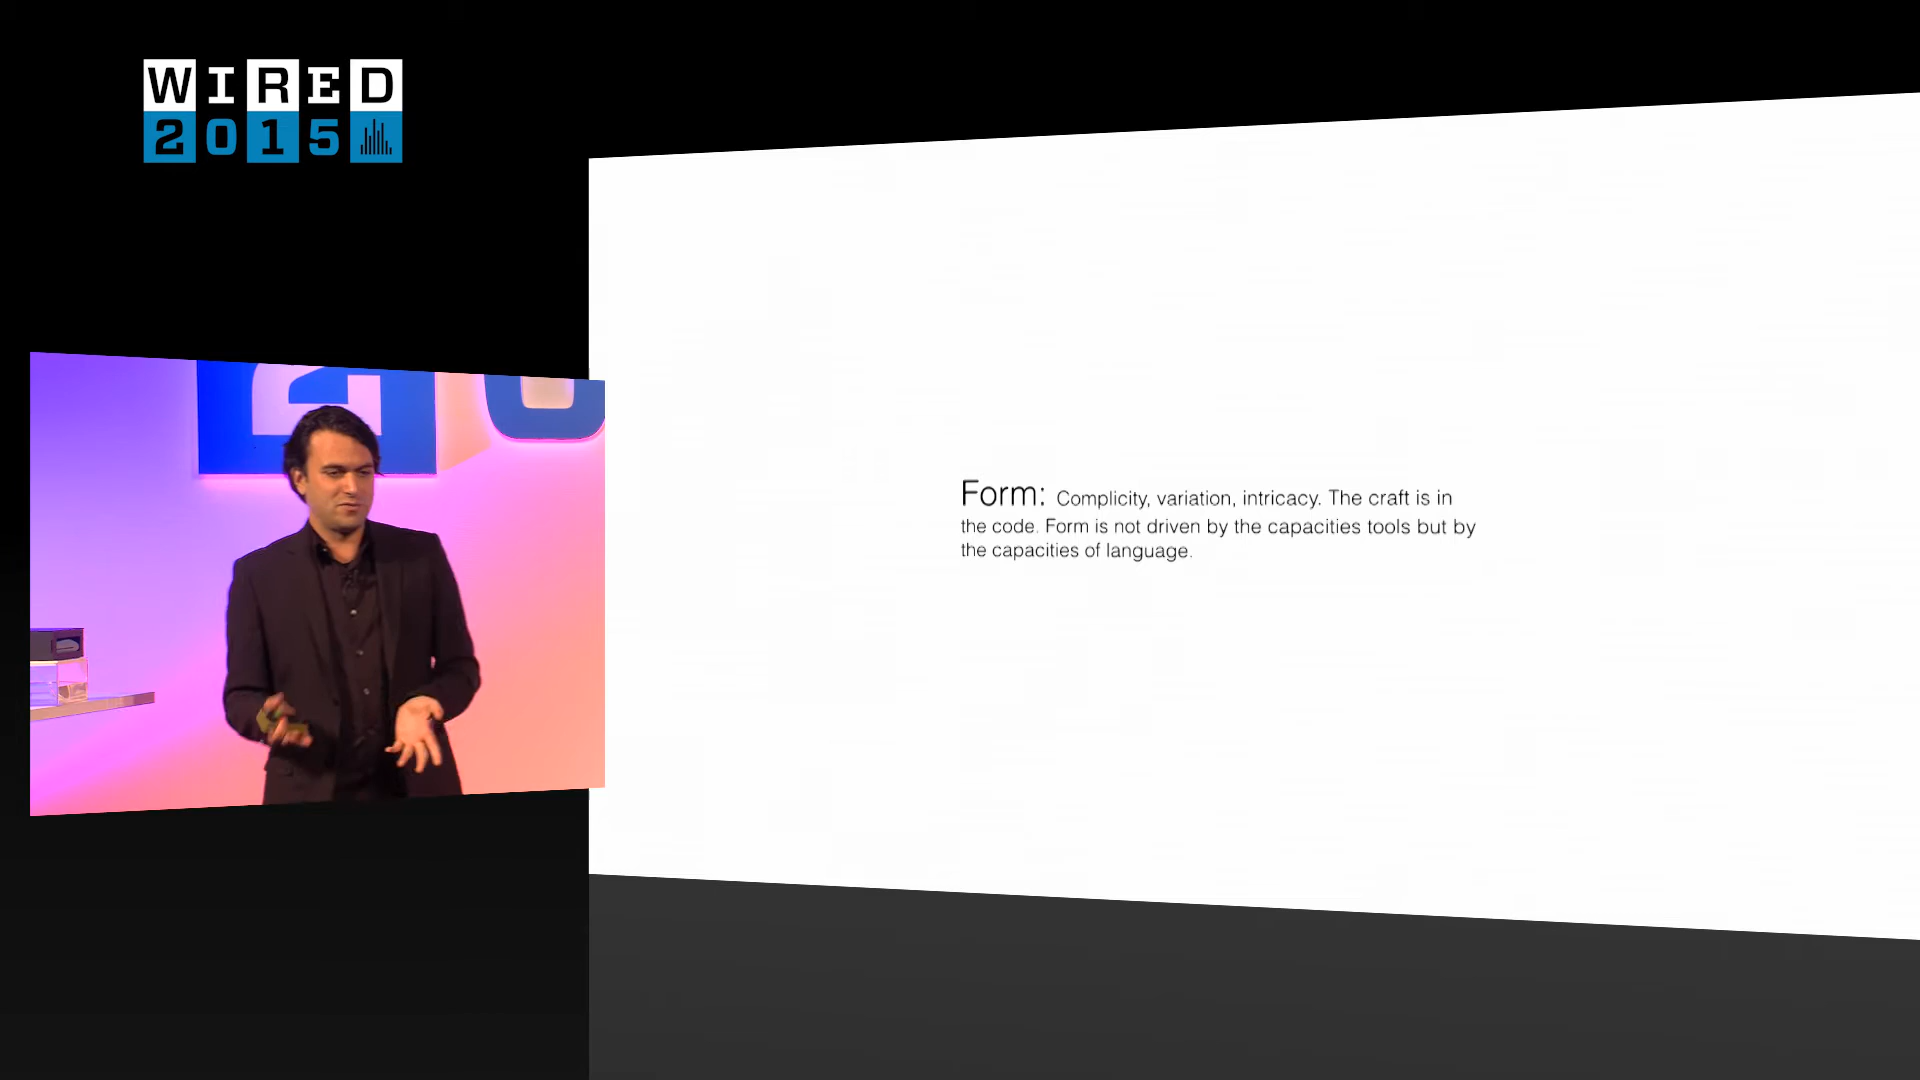 WIRED
2015
Form: Complicity, variation, intricacy. The craft is in
the code. Form is not driven by the capacities tools but by
the capacities of language.